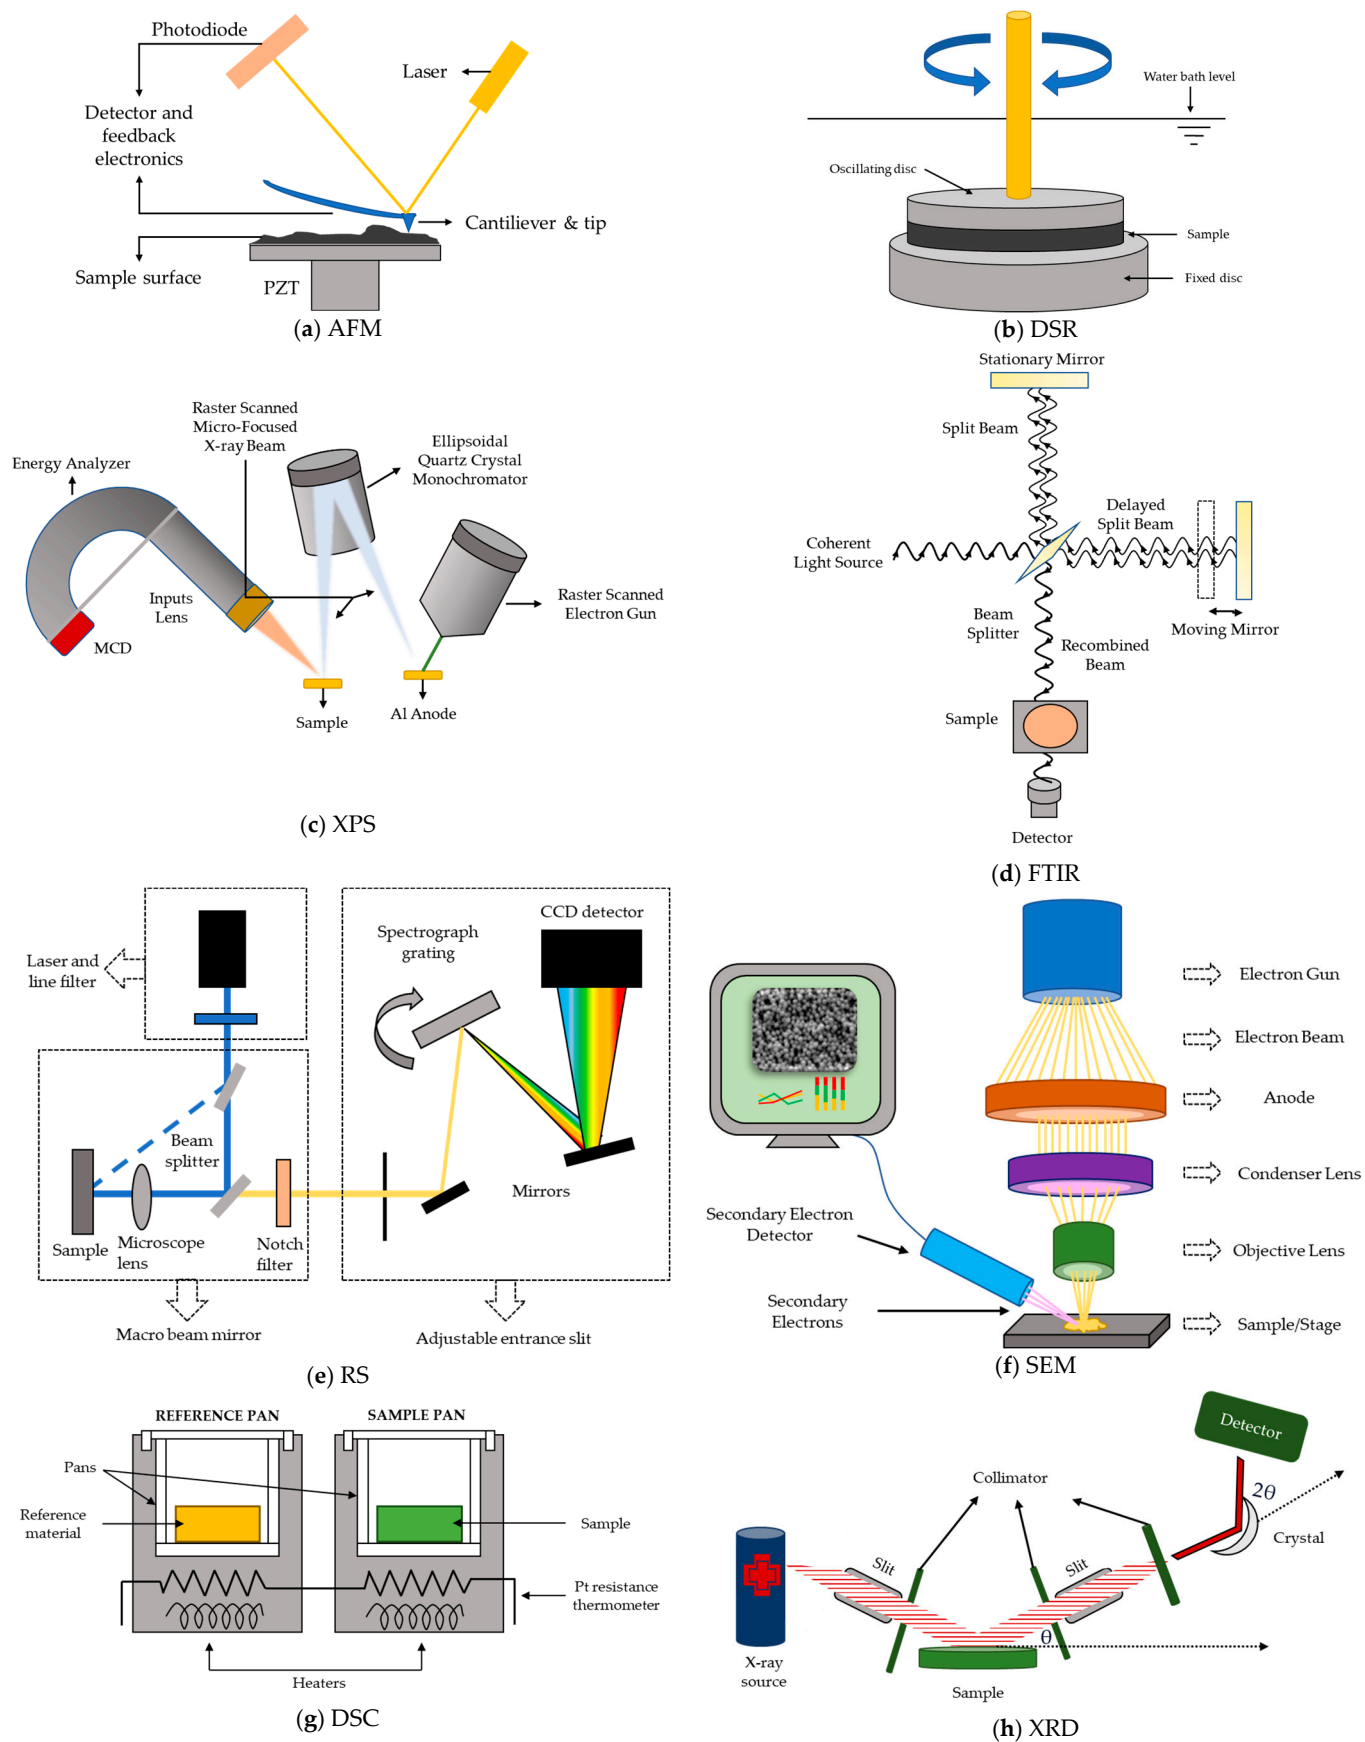 Photodiode
Laser
Detector and
feedback
electronics
Cantiliever & tip
Sample surface
PZT
(a) AFM
Water bath level
Oscillating disc
Sample
Fixed disc
(b) DSR
Raster Scanned
Micro-Focused
X-ray Beam
Energy Analyzer
Ellipsoidal
Quartz Crystal
Monochromator
Inputs
Lens
MCD
Raster Scanned
Electron Gun
Sample
Al Anode
(c) XPS
Stationary Mirror
Split Beam
Delayed
Split Beam
Coherent
Light Source
Beam
Splitter
Moving Mirror
Recombined
Beam
Sample
Detector
(d) FTIR
Laser and
line filter
Spectrograph
grating
CCD detector
Beam
splitter
Mirrors
Sample
Microscope
lens
Notch
filter
Macro beam mirror
Adjustable entrance slit
(e) RS
Electron Gun
Electron Beam
Anode
Condenser Lens
Secondary Electron
Detector
Objective Lens
Secondary
Electrons
Sample/Stage
(f) SEM
REFERENCE PAN
SAMPLE PAN
Pans
Reference
material
Sample
Pt resistance
thermometer
Heaters
(g) DSC
Detector
Collimator
2θ
Crystal
Slit
Slit
θ
X-ray
source
Sample
(h) XRD